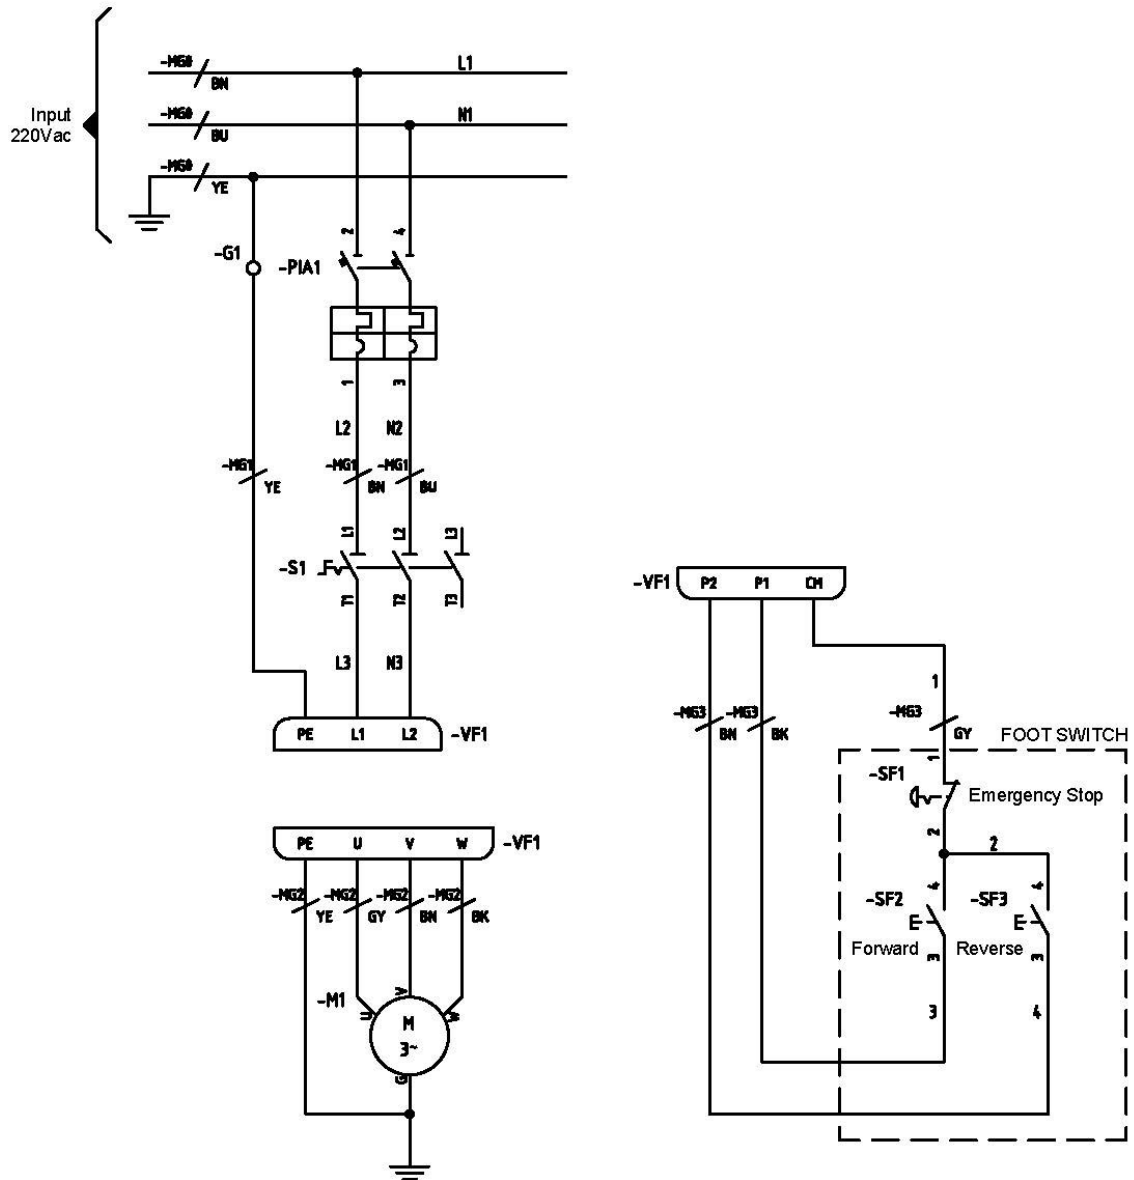 -MG0 L1
BN
Input
220Vac
-MG0 N1
BU
-MG0
YE
2 4
-G1
-PIA1
1 3
L2 N2
-MG1 -MG1 -MG1
YE BN BU
L1 L2 L3
-S1
T1 T2 T3
L3 N3
PE L1 L2 -VF1
-VF1 P2 P1 CM
1
-MG3 -MG3 -MG3
BN BK GY
FOOT SWITCH
1
-SF1
Emergency Stop
2 2
4 4
-SF2 -SF3
Forward Reverse
3 3
3 4
PE U V W -VF1
-MG2 -MG2 -MG2 -MG2
YE GY BN BK
-M1
U V W
M
3~
G